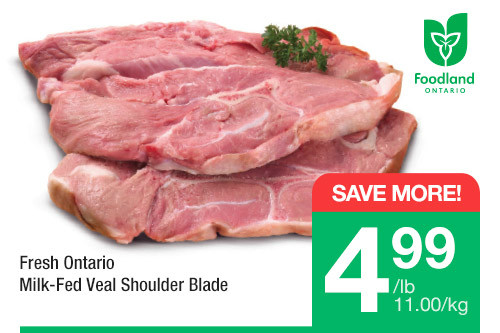 Foodland
ONTARIO
SAVE MORE!
4 99
/lb
11.00/kg
Fresh Ontario
Milk-Fed Veal Shoulder Blade